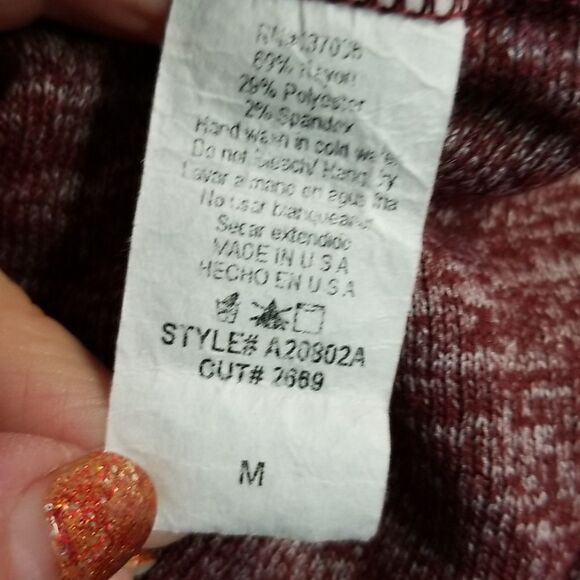 69% Rayon
29% Polyester
2% Spandex
Hand wash in cold water
Do not bleach/ Hang dry
Lavar a mano en agua fria
No usar blanqueador
Secar extendido
MADE IN U S A
HECHO EN U S A
STYLE# A20802A
CUT# 2669
M